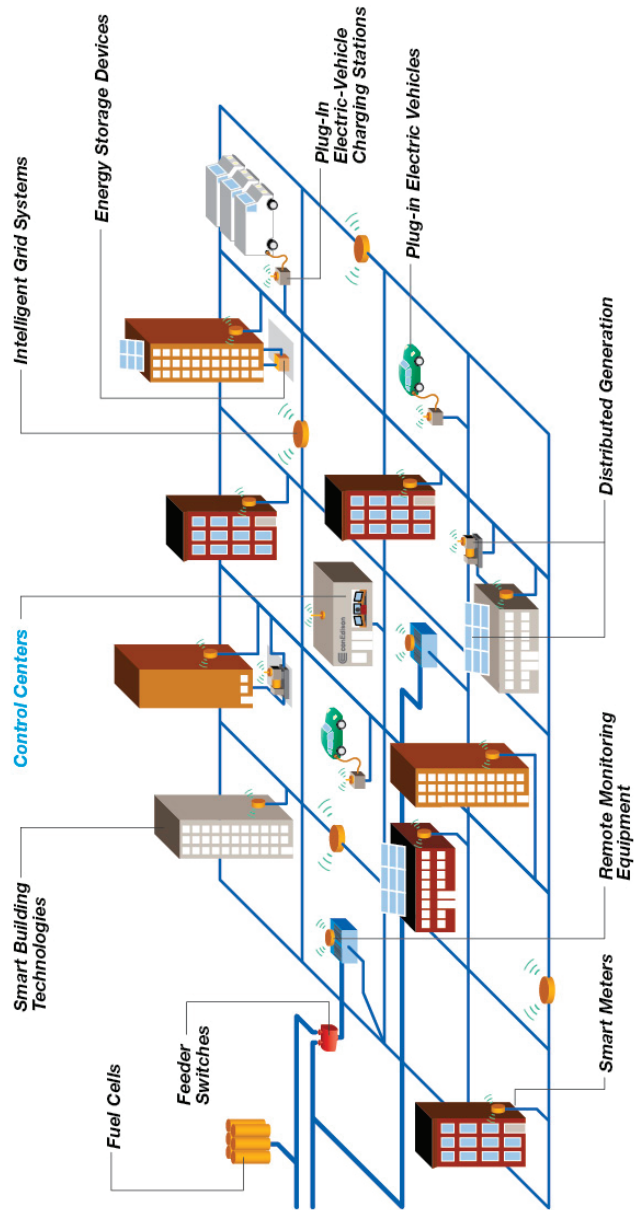 Fuel Cells
Feeder
Switches
Smart Building
Technologies
Control Centers
Intelligent Grid Systems
Energy Storage Devices
Plug-In
Electric-Vehicle
Charging Stations
Plug-in Electric Vehicles
conEdison
Distributed Generation
Remote Monitoring
Equipment
Smart Meters